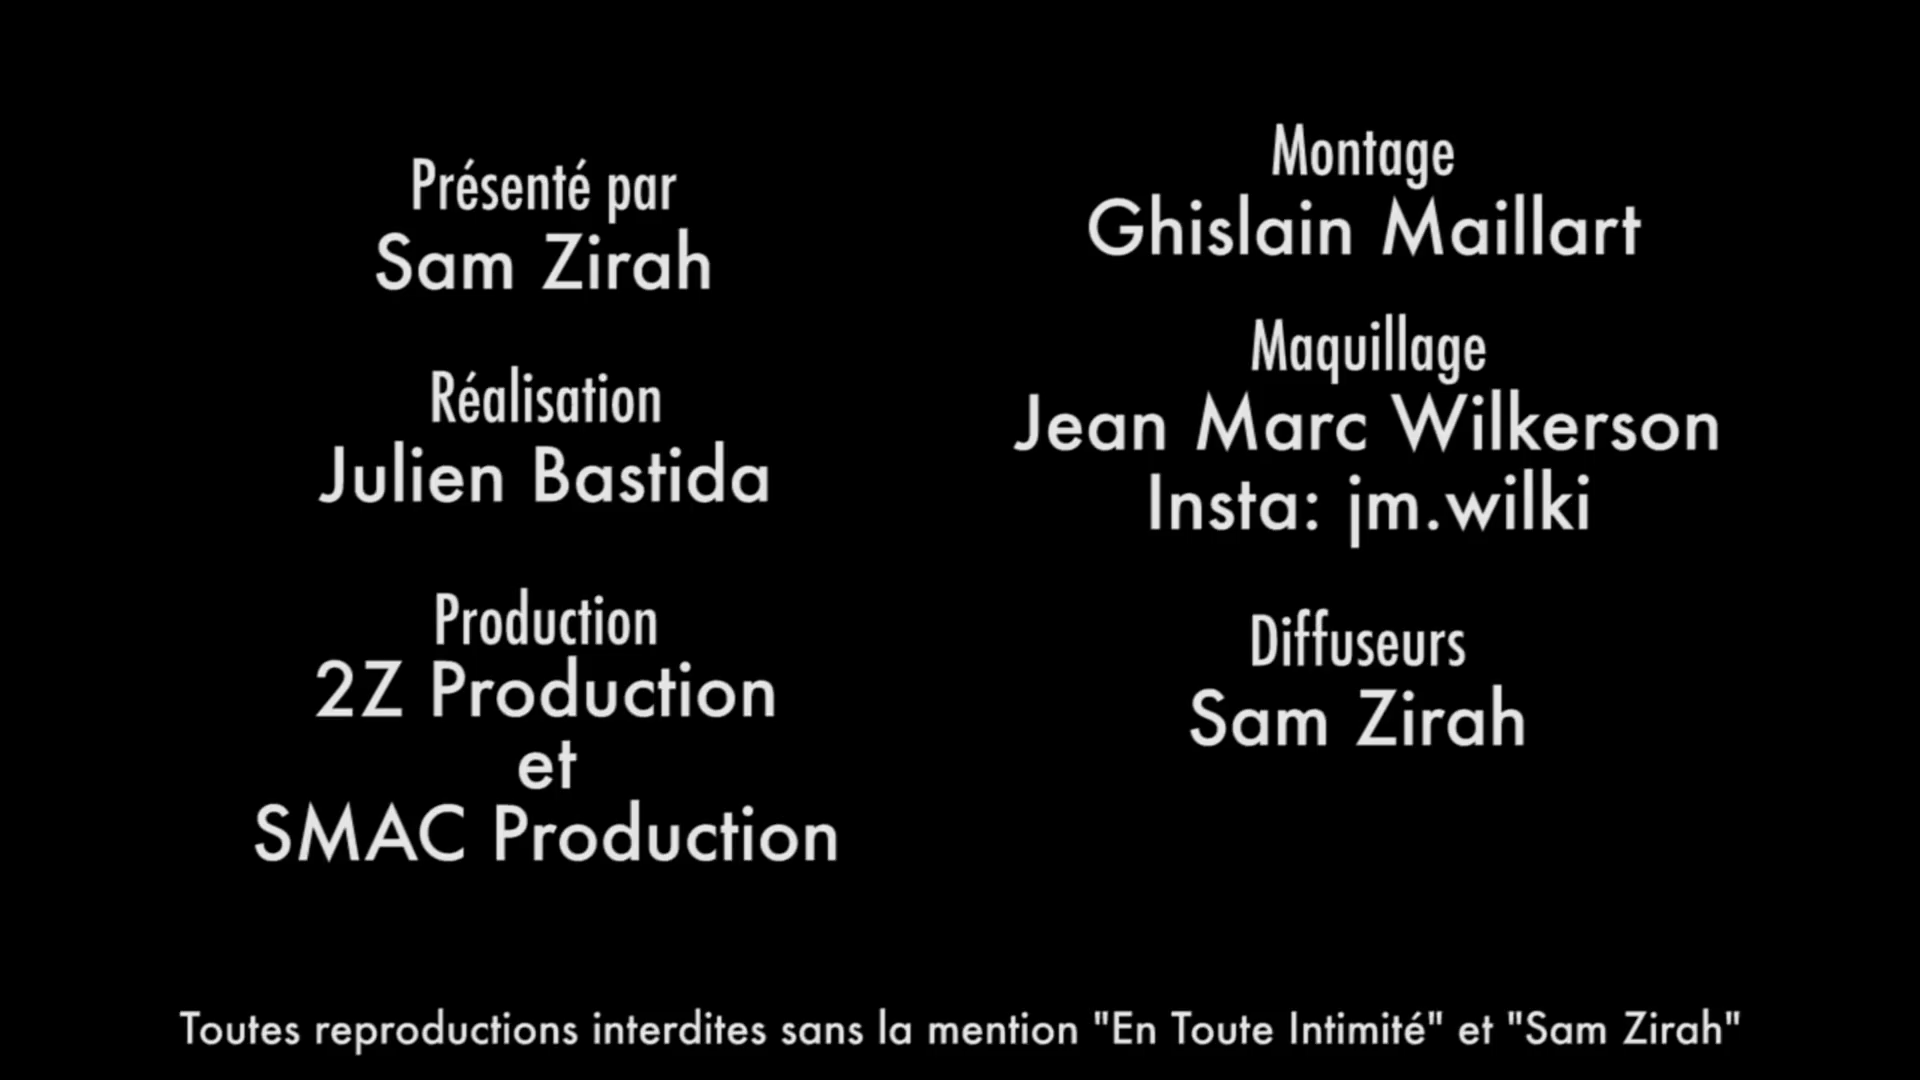 Présenté par
Sam Zirah
Réalisation
Julien Bastida
Production
2Z Production
et
SMAC Production
Montage
Ghislain Maillart
Maquillage
Jean Marc Wilkerson
Insta: jm.wilki
Diffuseurs
Sam Zirah
Toutes reproductions interdites sans la mention "En Toute Intimité" et "Sam Zirah"